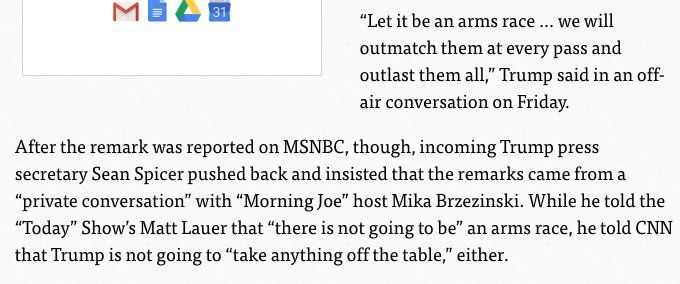 31
“Let it be an arms race ... we will
outmatch them at every pass and
outlast them all,” Trump said in an off-
air conversation on Friday.
After the remark was reported on MSNBC, though, incoming Trump press
secretary Sean Spicer pushed back and insisted that the remarks came from a
“private conversation” with “Morning Joe” host Mika Brzezinski. While he told the
“Today” Show’s Matt Lauer that “there is not going to be” an arms race, he told CNN
that Trump is not going to “take anything off the table,” either.